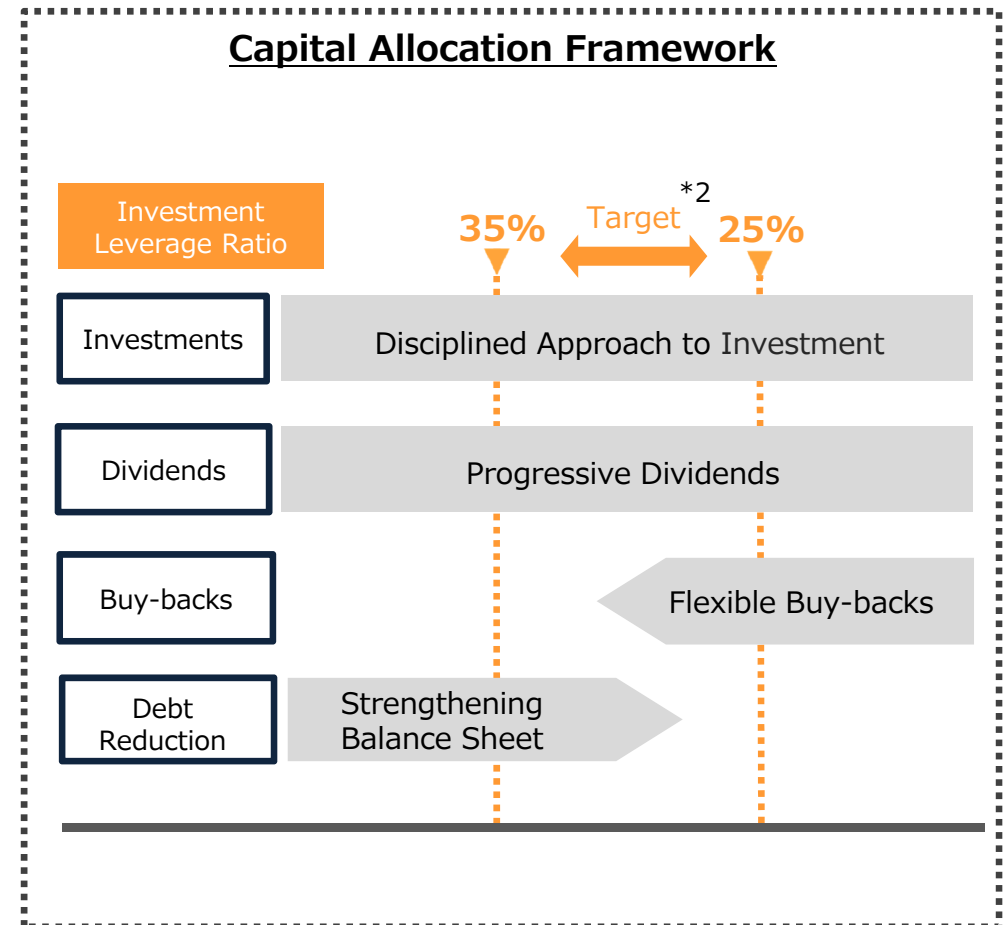 Capital Allocation Framework
Investment
Leverage Ratio
35%
Target
*2
25%
Investments
Disciplined Approach to Investment
Dividends
Progressive Dividends
Buy-backs
Flexible Buy-backs
Debt
Reduction
Strengthening
Balance Sheet